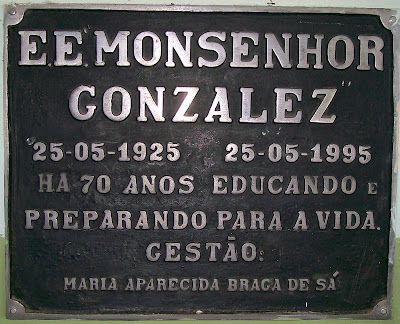 E E "MONSENHOR
GONZALEZ"
"25-05-1925 25-05-1995
HÁ 70 ANOS EDUCANDO E
PREPARANDO PARA A VIDA.
GESTÃO:
MARIA APARECIDA BRAGA DE SÁ